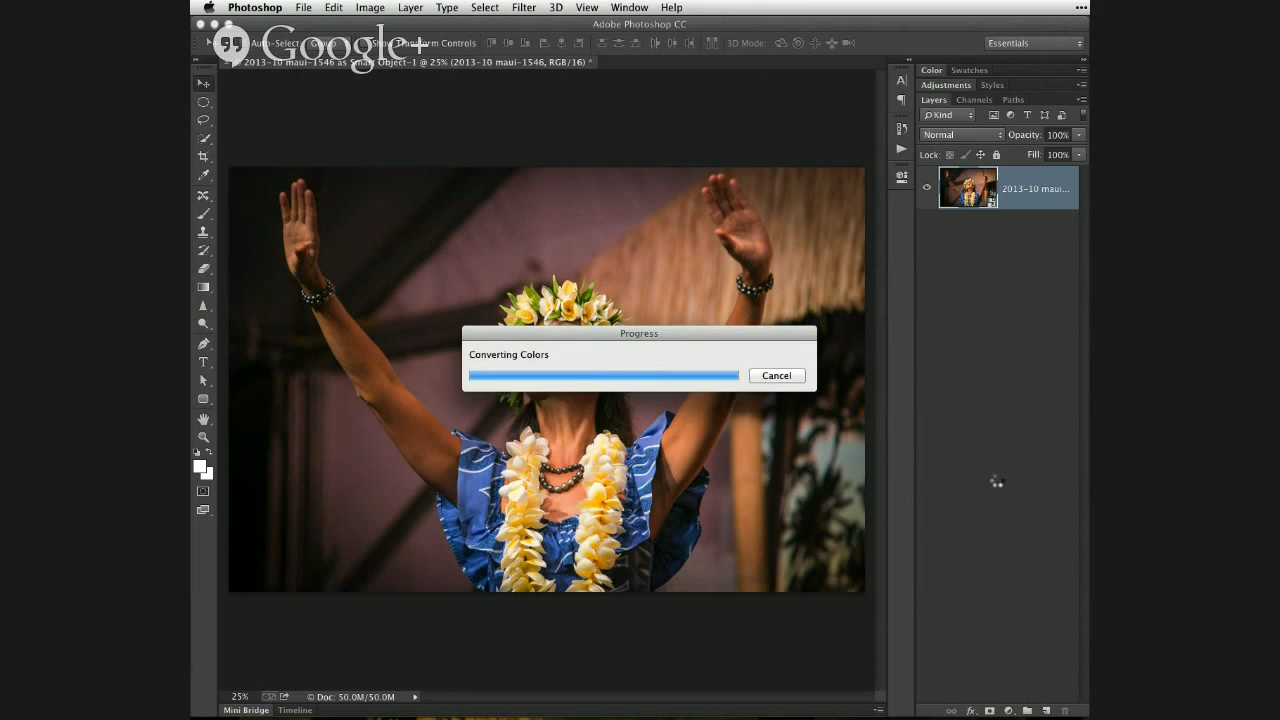 Photoshop File Edit Image Layer Type Select Filter 3D View Window Help
Adobe Photoshop CC
Google+
Auto-Select: Group Show Transform Controls 3D Mode: Essentials
2013-10 maui-1546 as Smart Object-1 @ 25% (2013-10 maui-1546, RGB/16) *
Color Swatches
Adjustments Styles
Layers Channels Paths
Kind
Normal Opacity: 100%
Lock: Fill: 100%
2013-10 maui...
Progress
Converting Colors
Cancel
25% Doc: 50.0M/50.0M
Mini Bridge Timeline